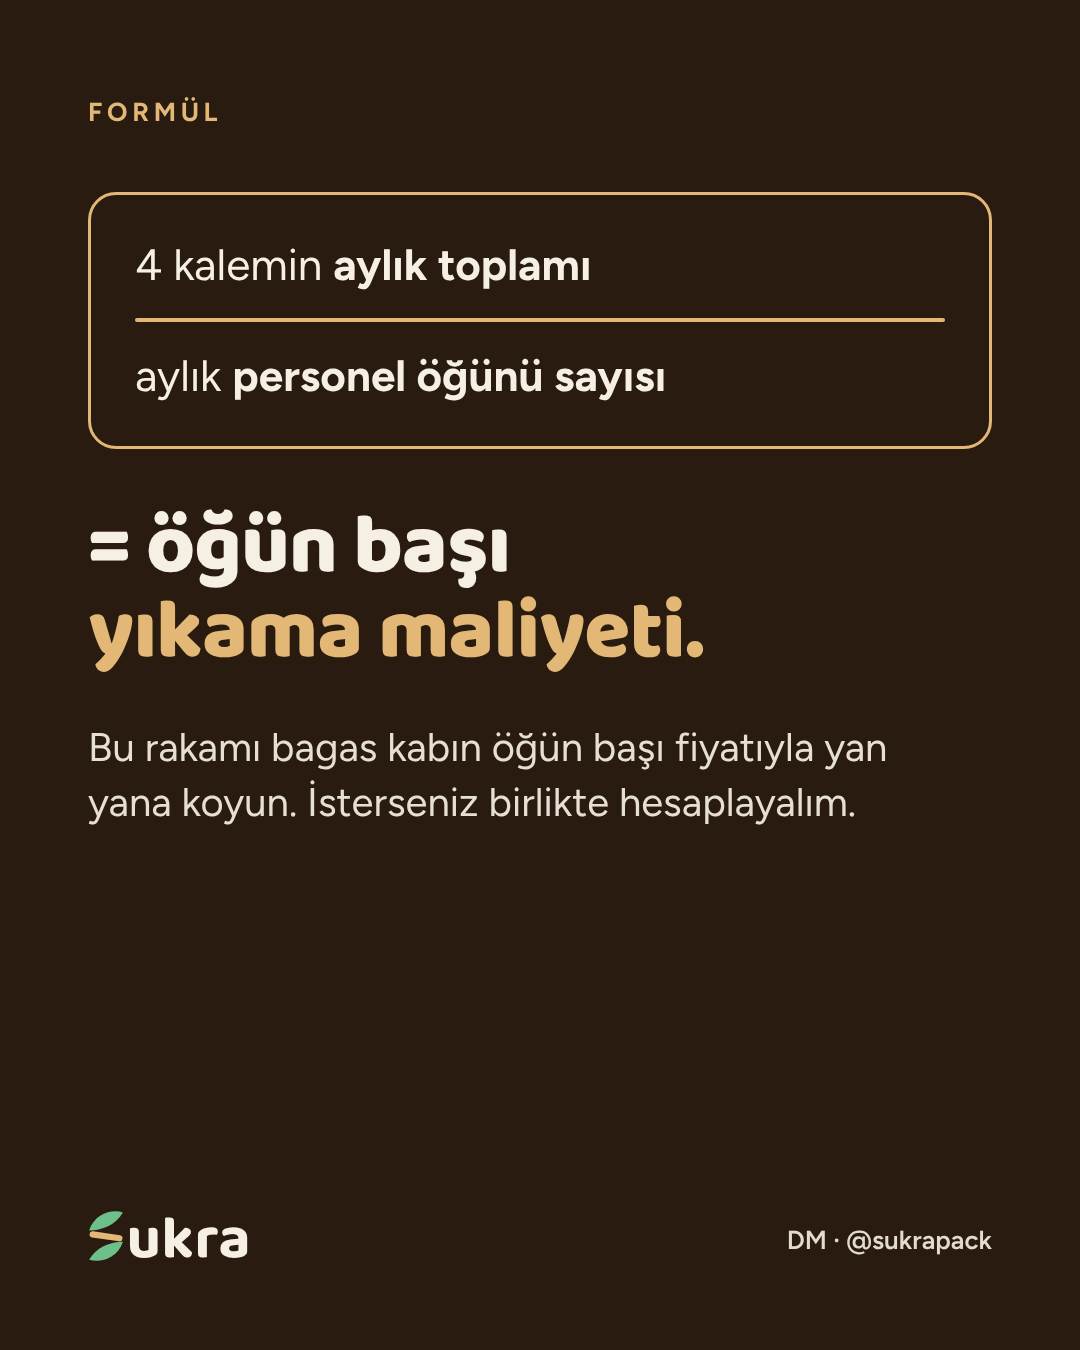 FORMÜL
4 kalemin aylık toplamı
aylık personel öğünü sayısı
= öğün başı
yıkama maliyeti.
Bu rakamı bagas kabın öğün başı fiyatıyla yan
yana koyun. İsterseniz birlikte hesaplayalım.
Sukra
DM · @sukrapack